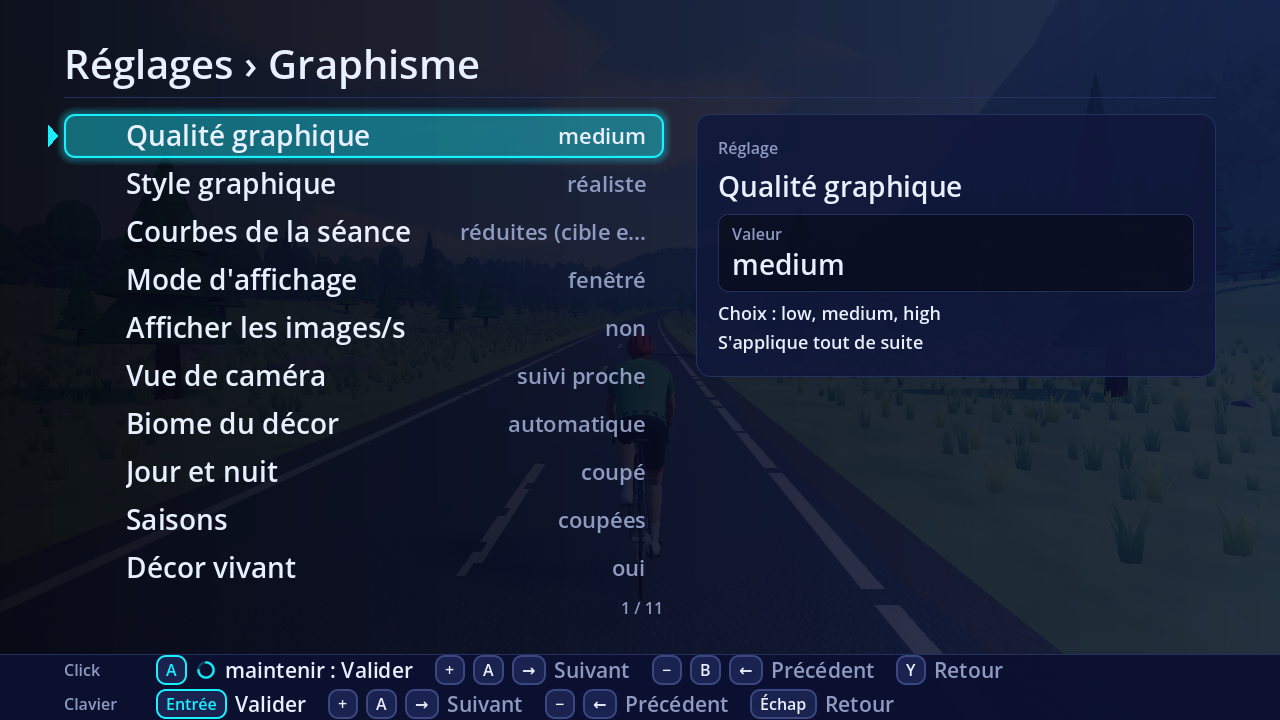 Réglages › Graphisme
Qualité graphique medium
Style graphique réaliste
Courbes de la séance réduites (cible e...
Mode d'affichage fenêtré
Afficher les images/s non
Vue de caméra suivi proche
Biome du décor automatique
Jour et nuit coupé
Saisons coupées
Décor vivant oui
1 / 11
Réglage
Qualité graphique
Valeur
medium
Choix : low, medium, high
S'applique tout de suite
Click A maintenir : Valider + A → Suivant − B ← Précédent Y Retour
Clavier Entrée Valider + A → Suivant − ← Précédent Échap Retour